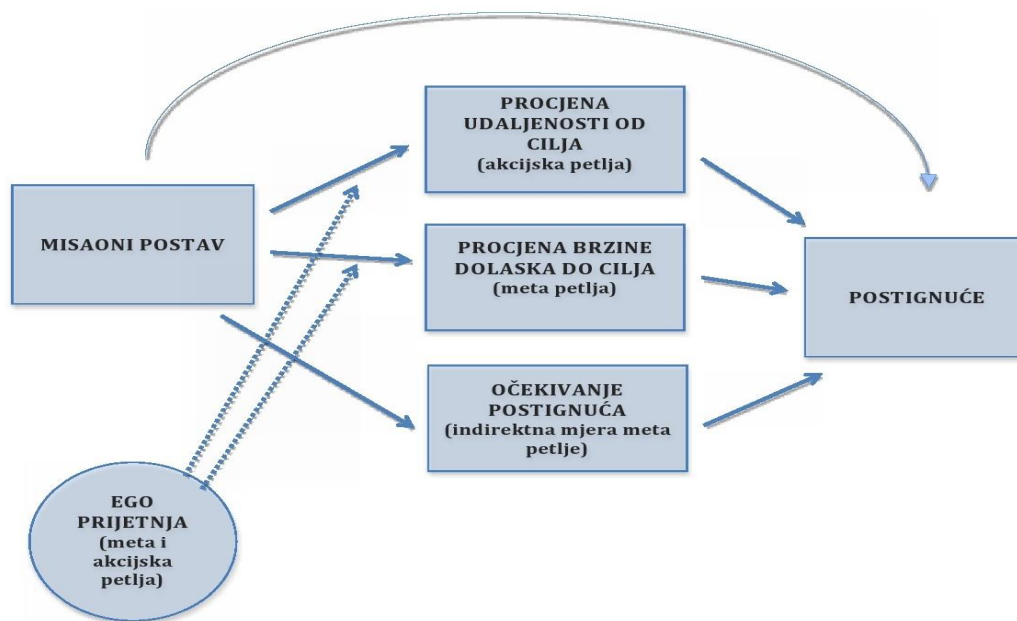 PROCJENA
UDALJENOSTI OD
CILJA
(akcijska petlja)
MISAONI POSTAV
PROCJENA BRZINE
DOLASKA DO CILJA
(meta petlja)
POSTIGNUĆE
OČEKIVANJE
POSTIGNUĆA
(indirektna mjera meta
petlje)
EGO
PRIJETNJA
(meta i
akcijska
petlja)